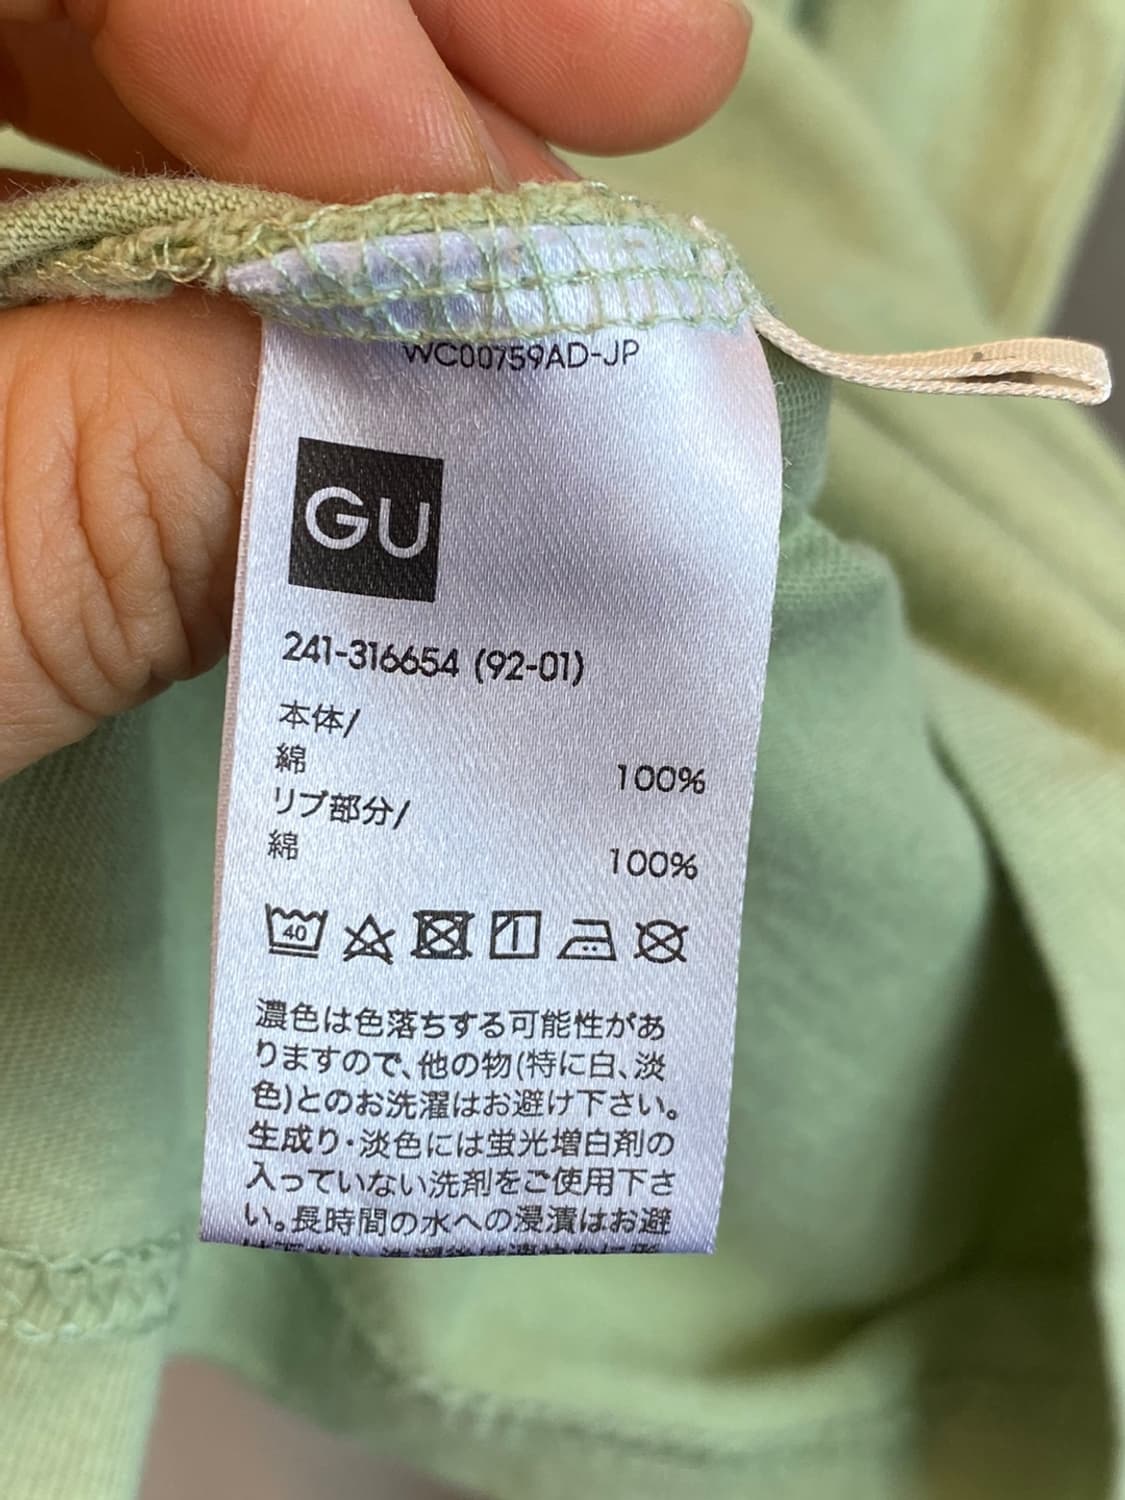 WC00759AD-JP
GU
241-316654 (92-01)
本体/
綿 100%
リブ部分/
綿 100%
40
濃色は色落ちする可能性があ
りますので、他の物(特に白、淡
色)とのお洗濯はお避け下さい。
生成り・淡色には蛍光増白剤の
入っていない洗剤をご使用下さ
い。長時間の水への浸漬はお避